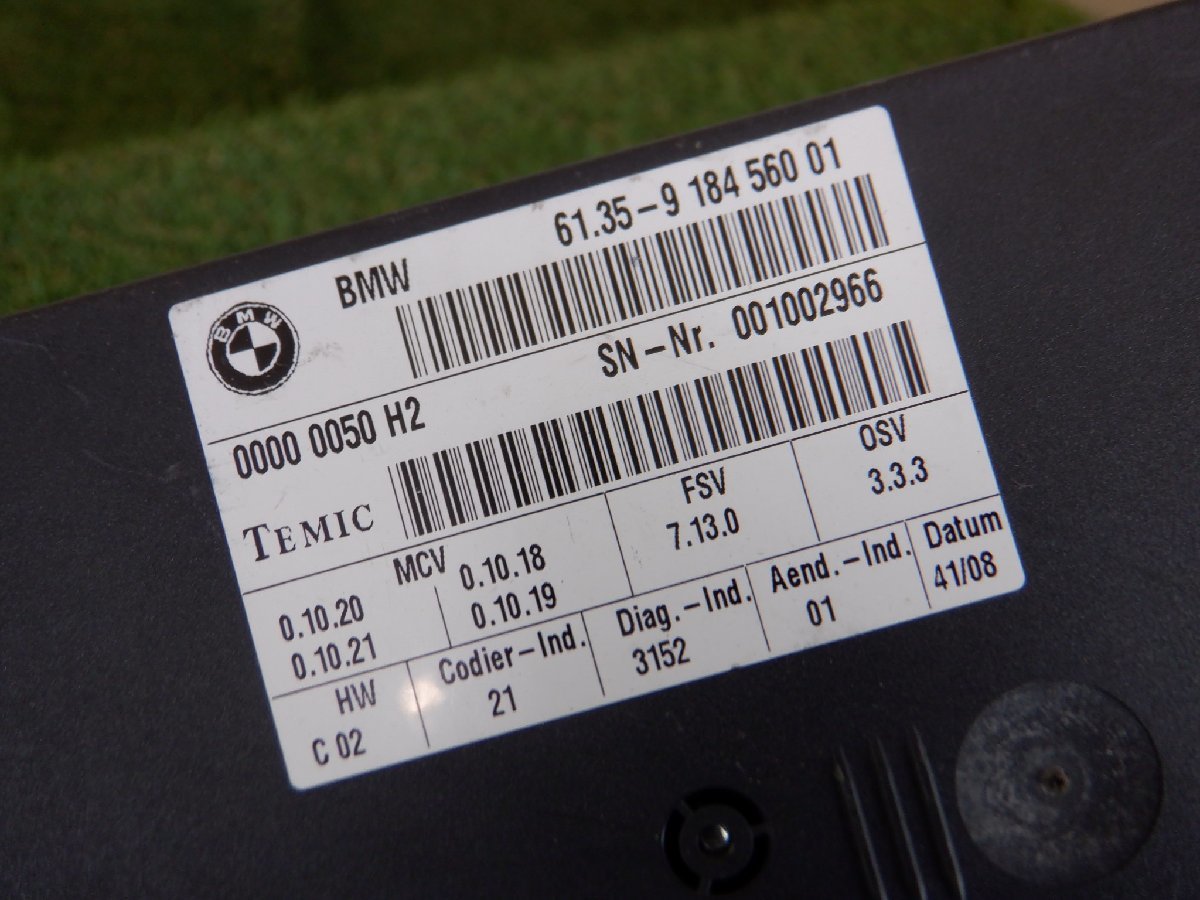 61.35-9 184 560 01
BMW
BMW
SN-Nr. 001002966
0000 0050 H2
TEMIC
MCV
0.10.20
0.10.21
0.10.18
0.10.19
FSV
7.13.0
OSV
3.3.3
HW
C 02
Codier-Ind.
21
Diag.-Ind.
3152
Aend.-Ind.
01
Datum
41/08